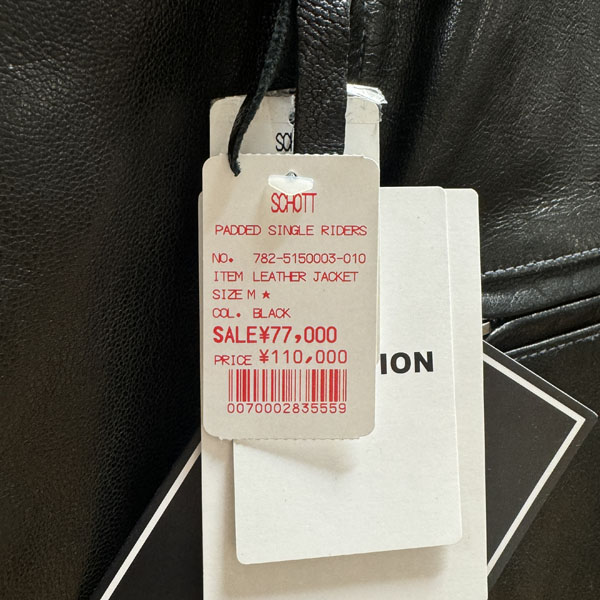 SCHOTT
PADDED SINGLE RIDERS
NO. 782-5150003-010
ITEM LEATHER JACKET
SIZE M ★
COL. BLACK
SALE¥77,000
PRICE ¥110,000
0070002835559
ION